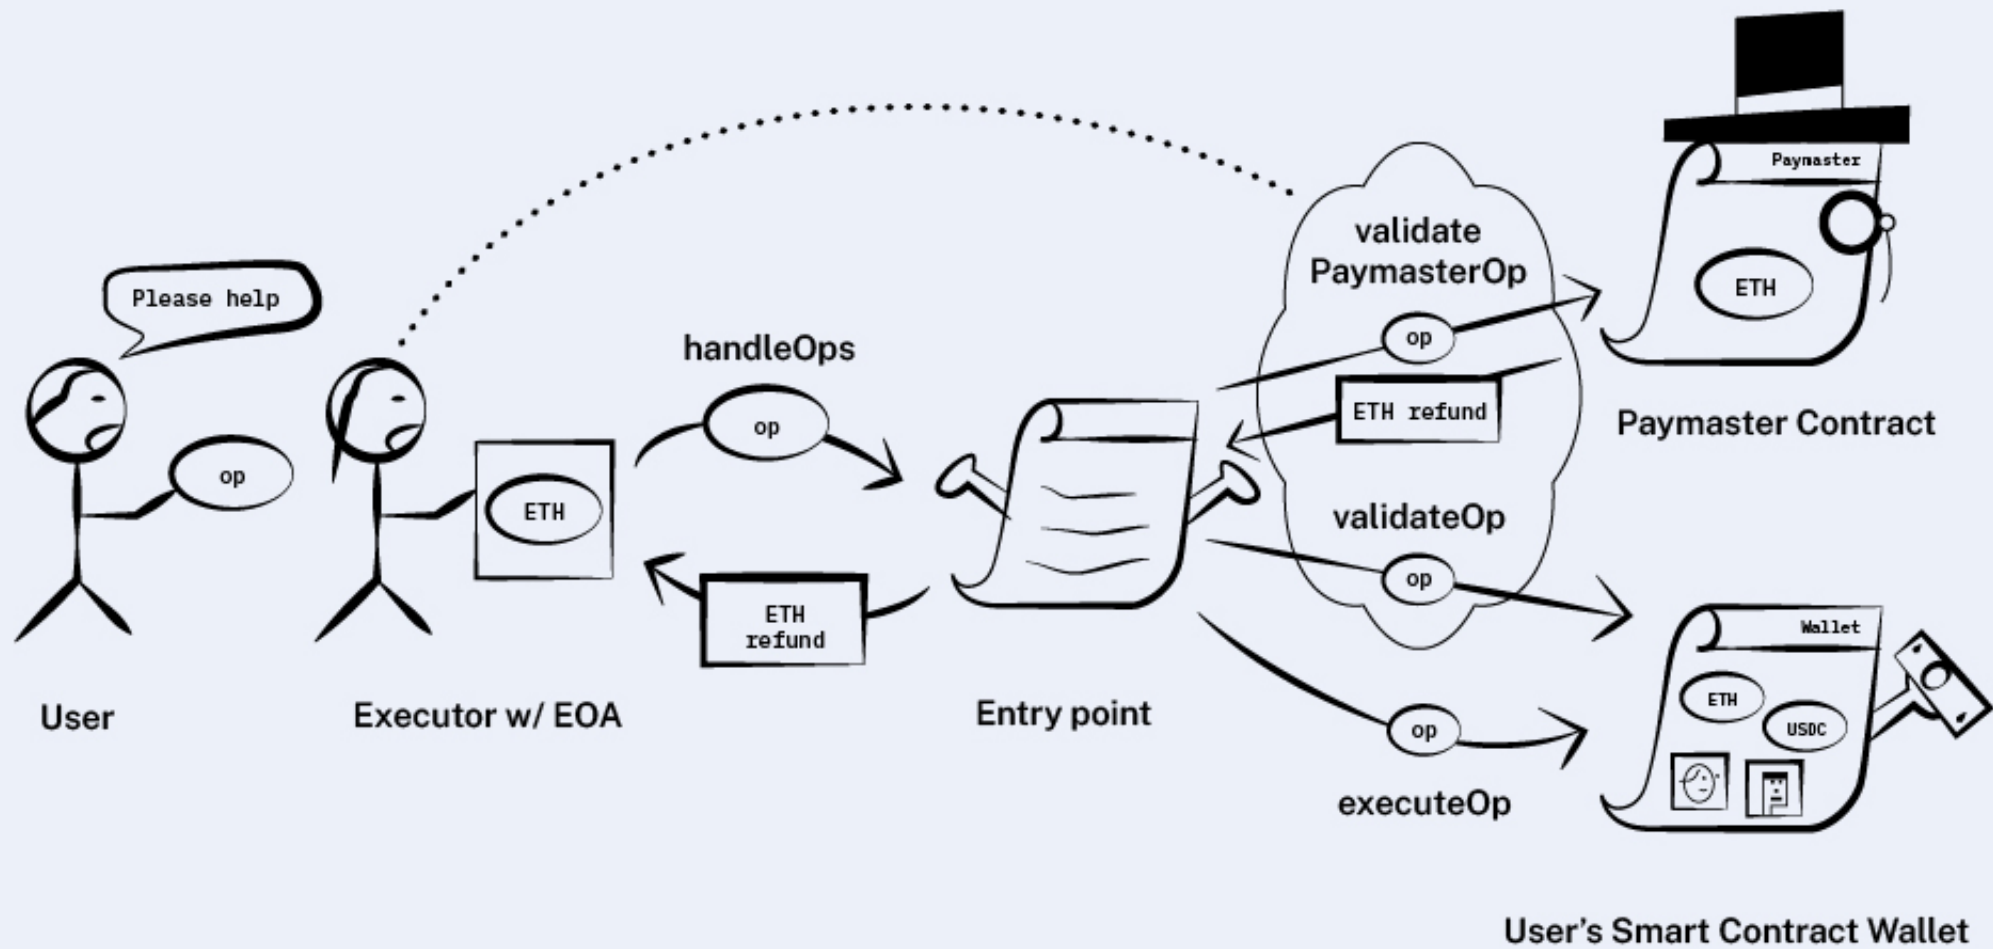 Paymaster
validate
PaymasterOp
Please help
ETH
handleOps
op
ETH refund
Paymaster Contract
op
op
ETH
validateOp
op
ETH
refund
Wallet
ETH
USDC
User
Executor w/ EOA
Entry point
op
executeOp
User's Smart Contract Wallet